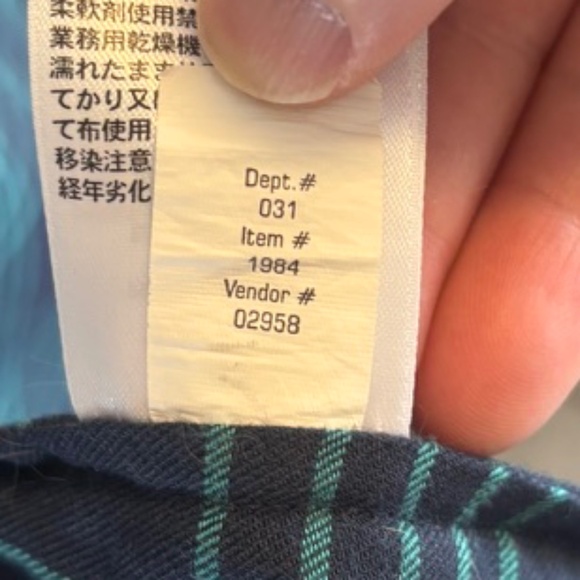 柔軟剤使用禁
業務用乾燥機
濡れたまま
てかり又
て布使用
移染注意
経年劣化
Dept.#
031
Item #
1984
Vendor #
02958